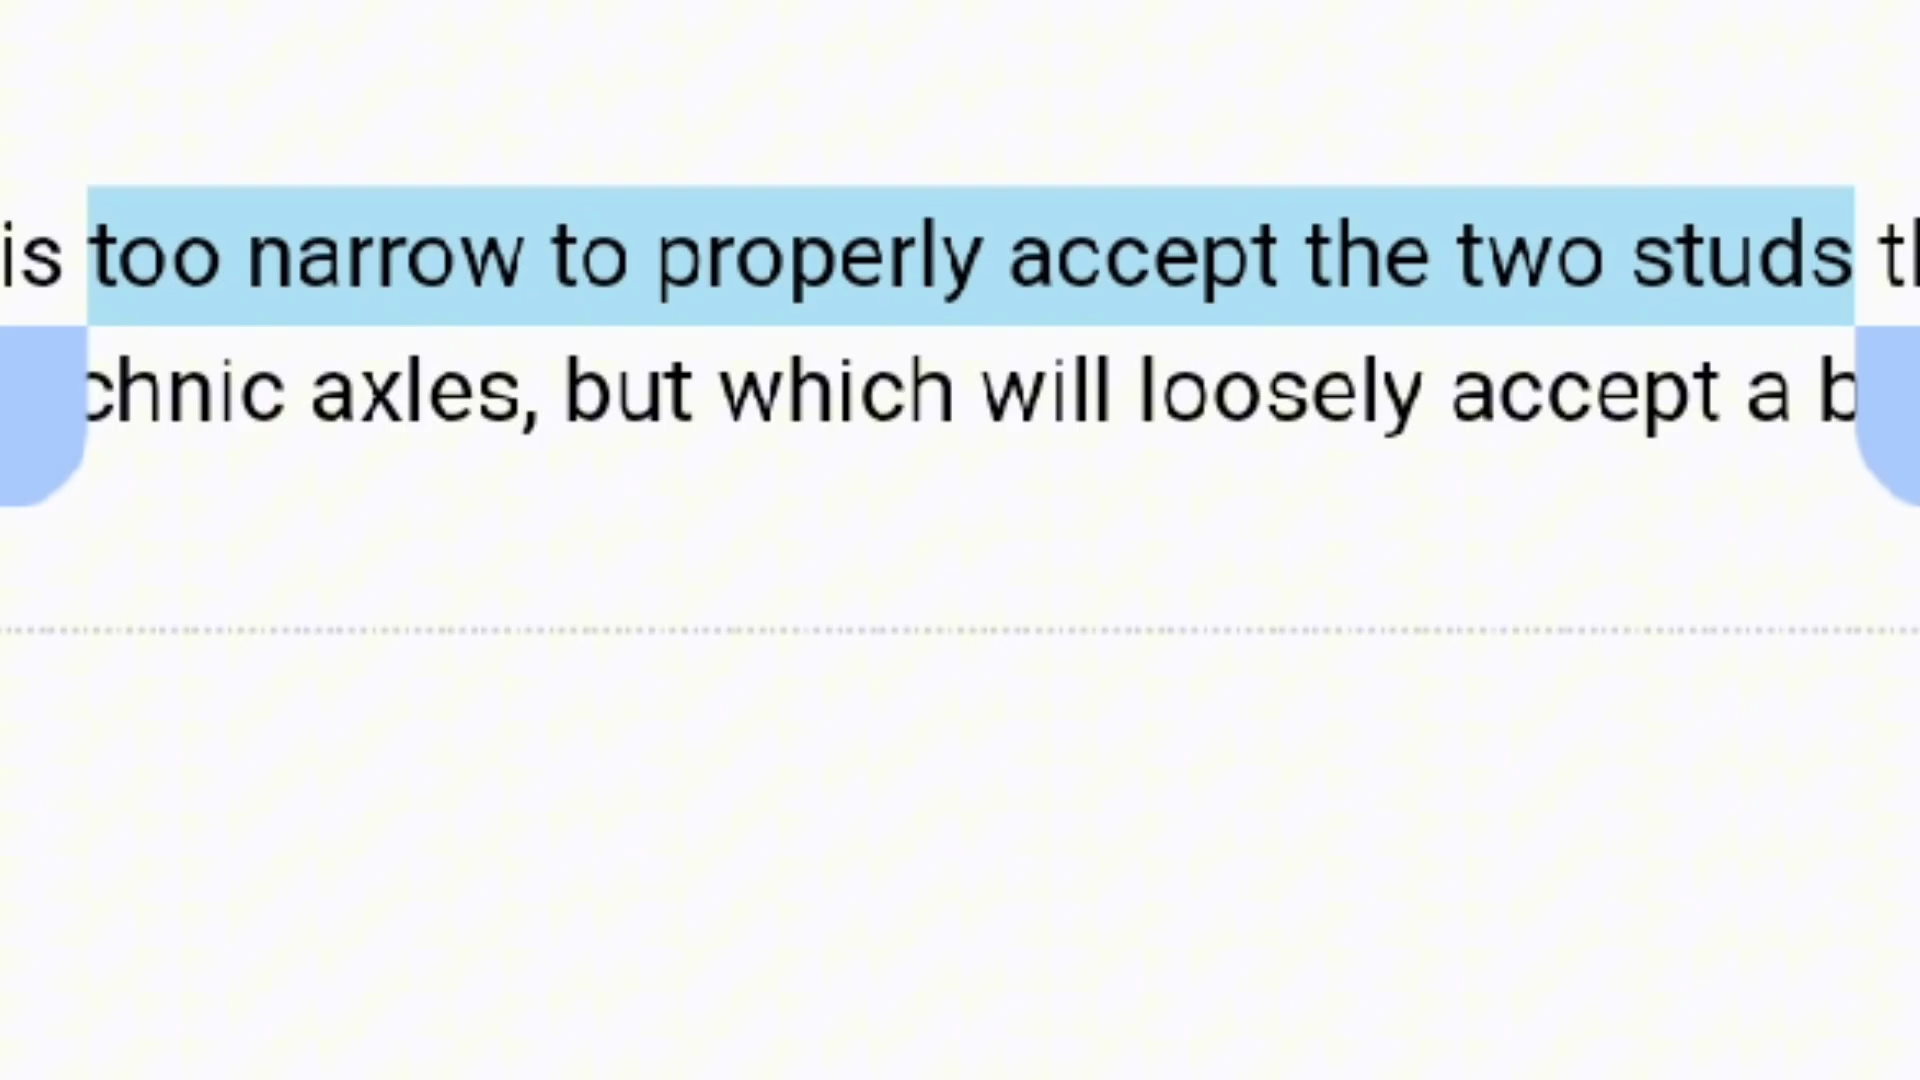 is too narrow to properly accept the two studs
chnic axles, but which will loosely accept a